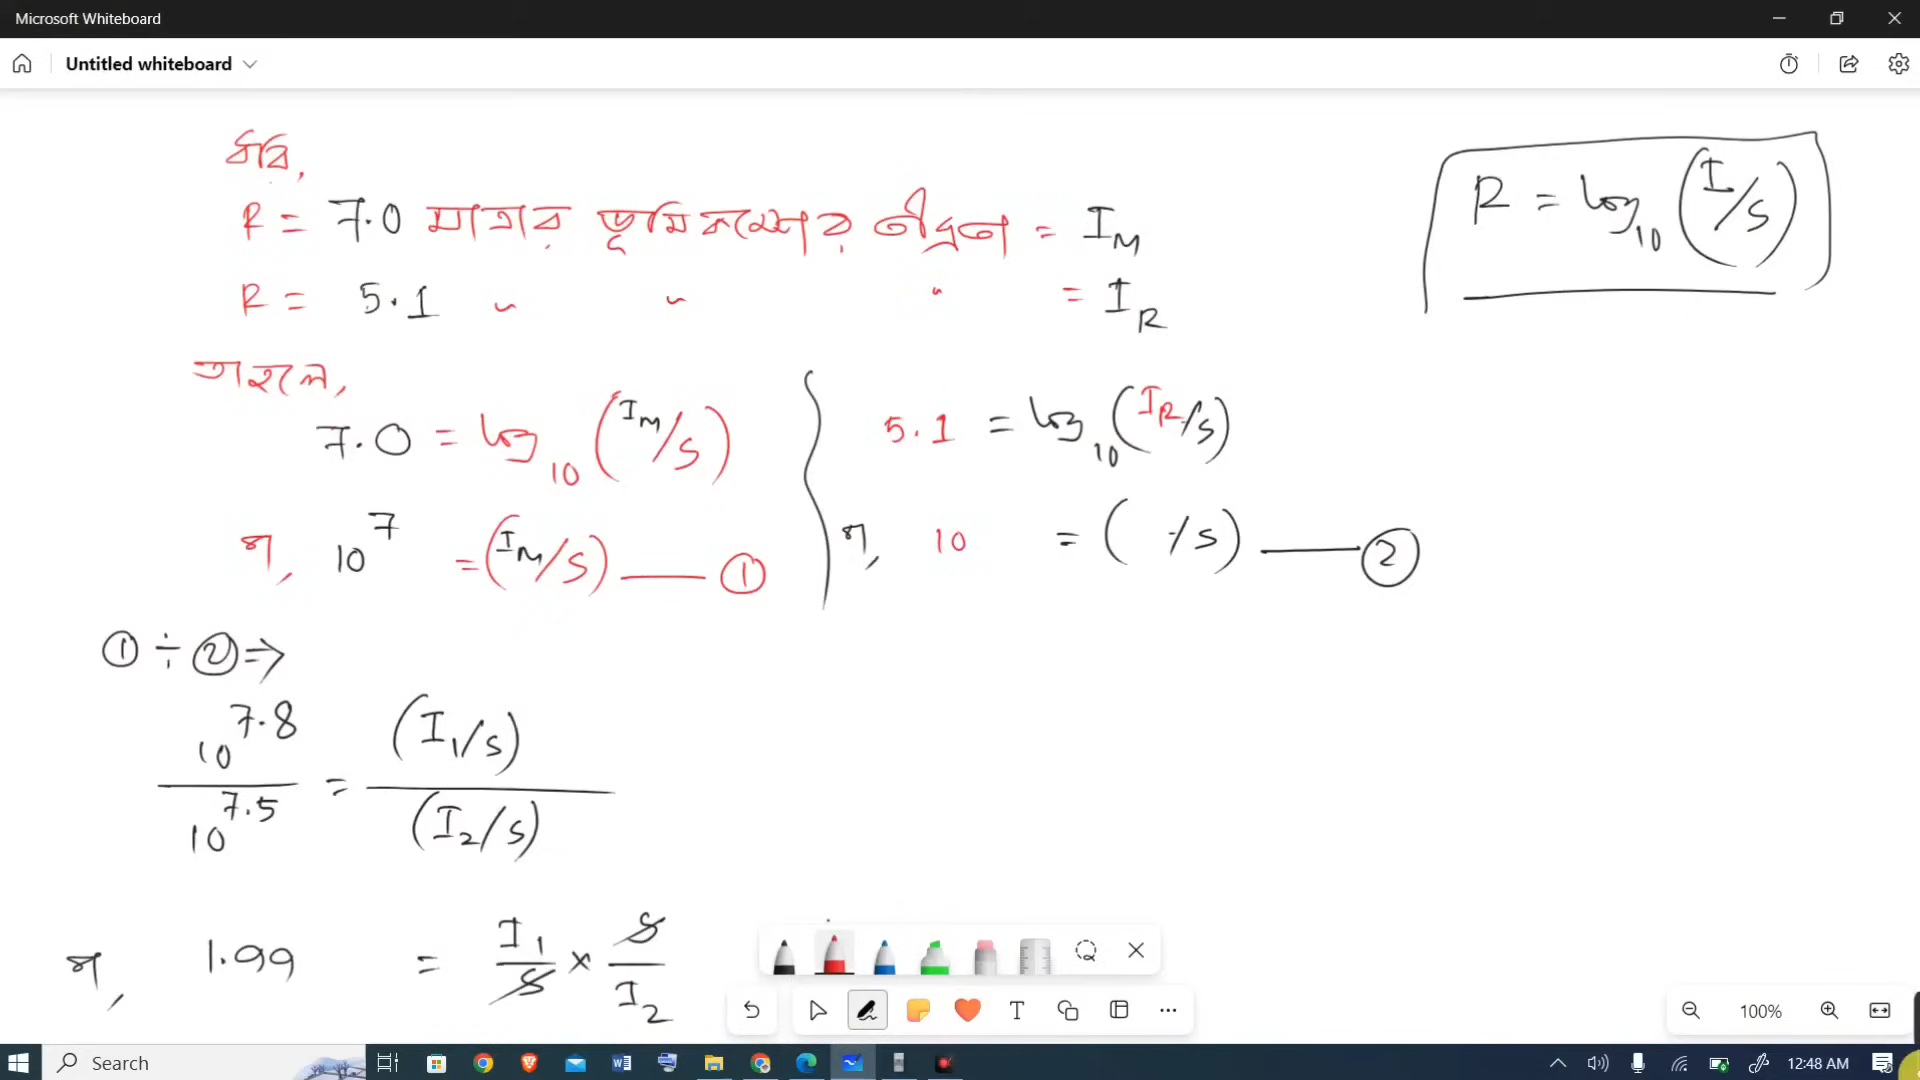 Microsoft Whiteboard
Untitled whiteboard
ধরি,
R = 7.0 মাত্রার ভূমিকম্পের তীব্রতা = I_M
R = 5.1 " " " = I_R
R = log₁₀ (I/S)
তাহলে,
7.0 = log₁₀ (I_M/S)
বা, 10⁷ = (I_M/S) —— ①
5.1 = log₁₀ (I_R/S)
বা, 10 = ( /S) —— ②
① ÷ ② ⇒
10^7.8 / 10^7.5 = (I₁/S) / (I₂/S)
বা, 1.99 = I₁/S × S/I₂
100%
Search
12:48 AM